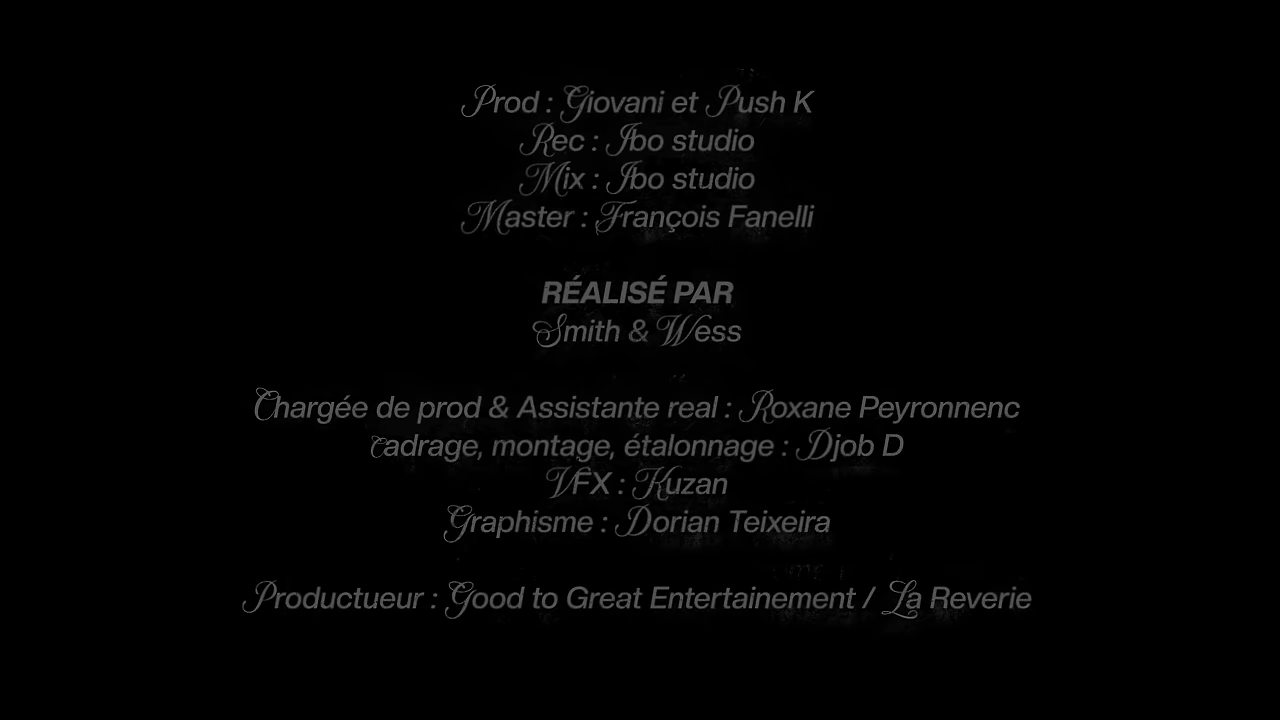 Prod : Giovani et Push K
Rec : Ibo studio
Mix : Ibo studio
Master : François Fanelli
RÉALISÉ PAR
Smith & Wess
Chargée de prod & Assistante real : Roxane Peyronnenc
Cadrage, montage, étalonnage : Djob D
VFX : Kuzan
Graphisme : Dorian Teixeira
Productueur : Good to Great Entertainement / La Reverie